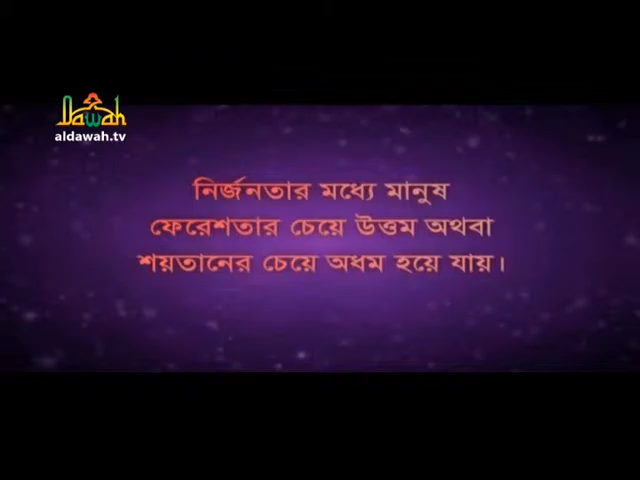 Dawah
aldawah.tv
নির্জনতার মধ্যে মানুষ
ফেরেশতার চেয়ে উত্তম অথবা
শয়তানের চেয়ে অধম হয়ে যায়।